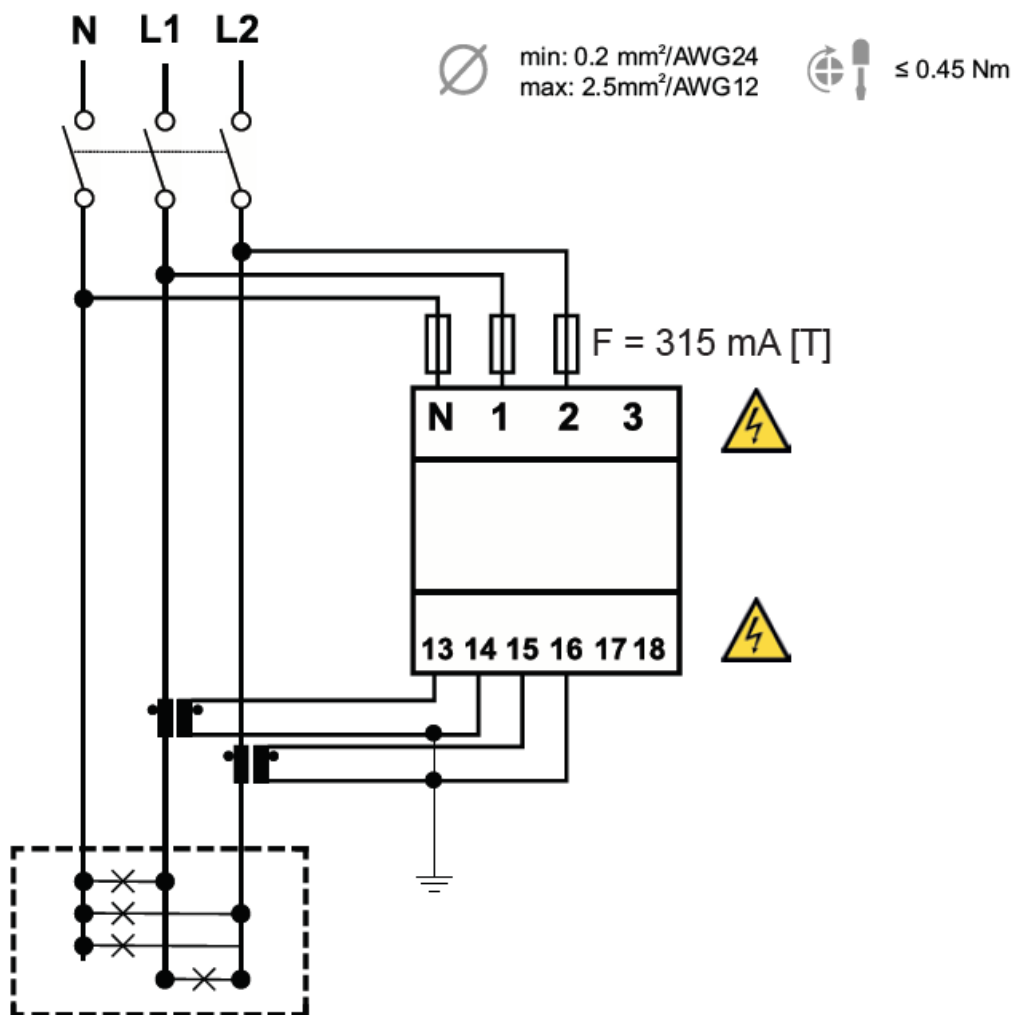 N L1 L2
min: 0.2 mm²/AWG24
max: 2.5mm²/AWG12
≤ 0.45 Nm
F = 315 mA [T]
N 1 2 3
13 14 15 16 17 18